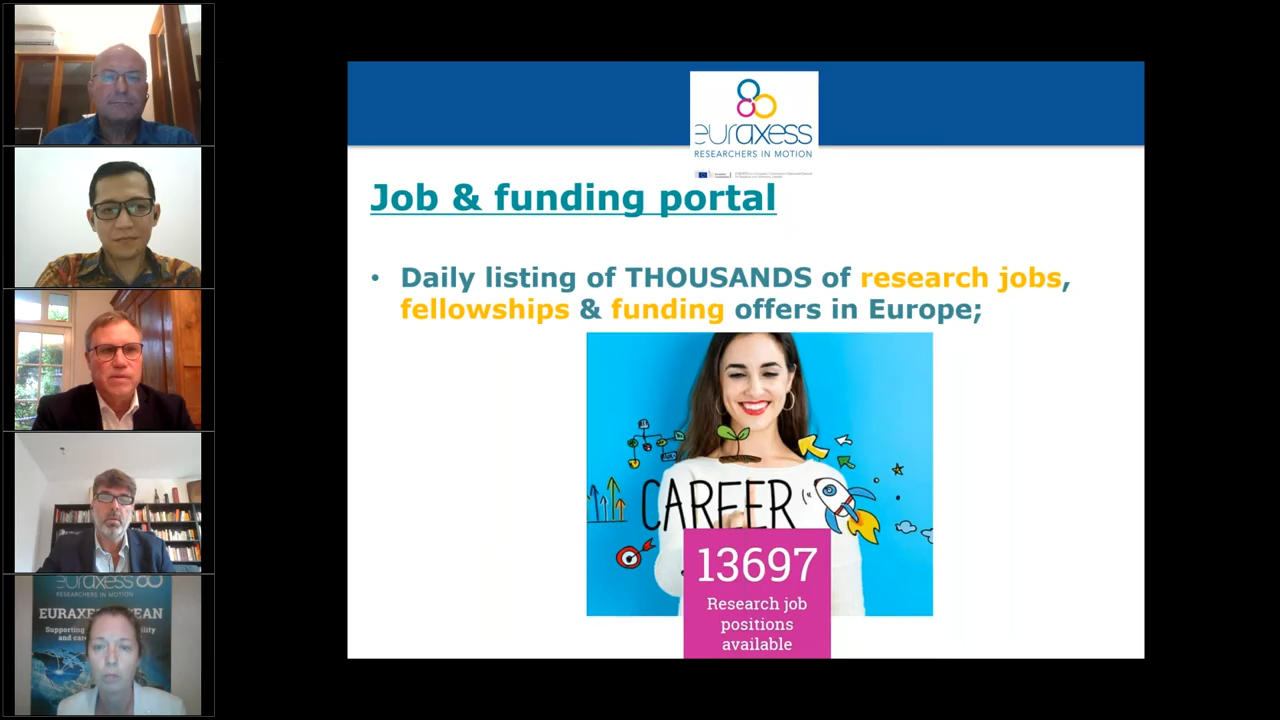 euraxess
RESEARCHERS IN MOTION
Job & funding portal
• Daily listing of THOUSANDS of research jobs,
fellowships & funding offers in Europe;
CAREER
13697
Research job
positions
available
euraxess
RESEARCHERS IN MOTION
Supporting